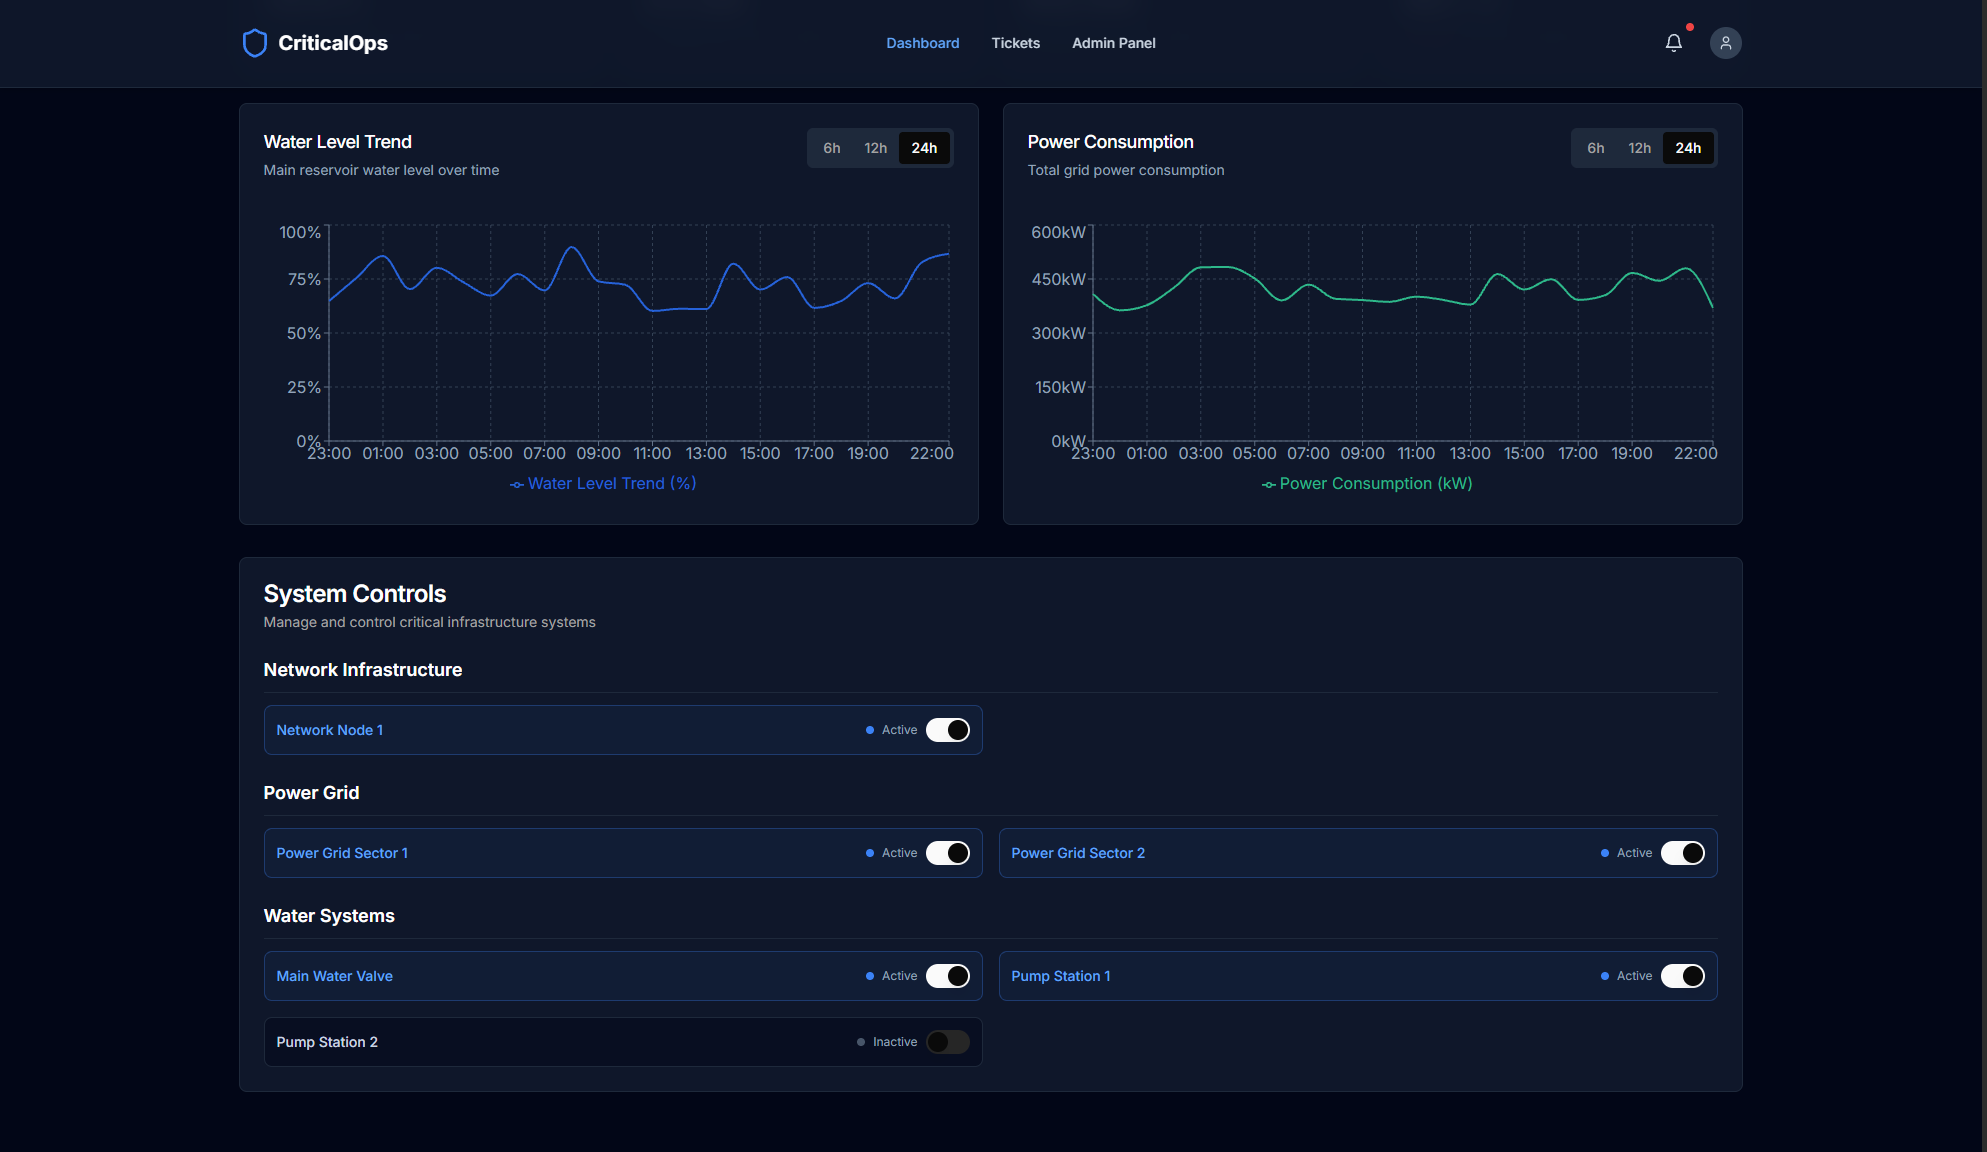 CriticalOps
Dashboard Tickets Admin Panel
Water Level Trend
Main reservoir water level over time
6h 12h 24h
100%
75%
50%
25%
0%
23:00 01:00 03:00 05:00 07:00 09:00 11:00 13:00 15:00 17:00 19:00 22:00
Water Level Trend (%)
Power Consumption
Total grid power consumption
6h 12h 24h
600kW
450kW
300kW
150kW
0kW
23:00 01:00 03:00 05:00 07:00 09:00 11:00 13:00 15:00 17:00 19:00 22:00
Power Consumption (kW)
System Controls
Manage and control critical infrastructure systems
Network Infrastructure
Network Node 1 Active
Power Grid
Power Grid Sector 1 Active
Power Grid Sector 2 Active
Water Systems
Main Water Valve Active
Pump Station 1 Active
Pump Station 2 Inactive